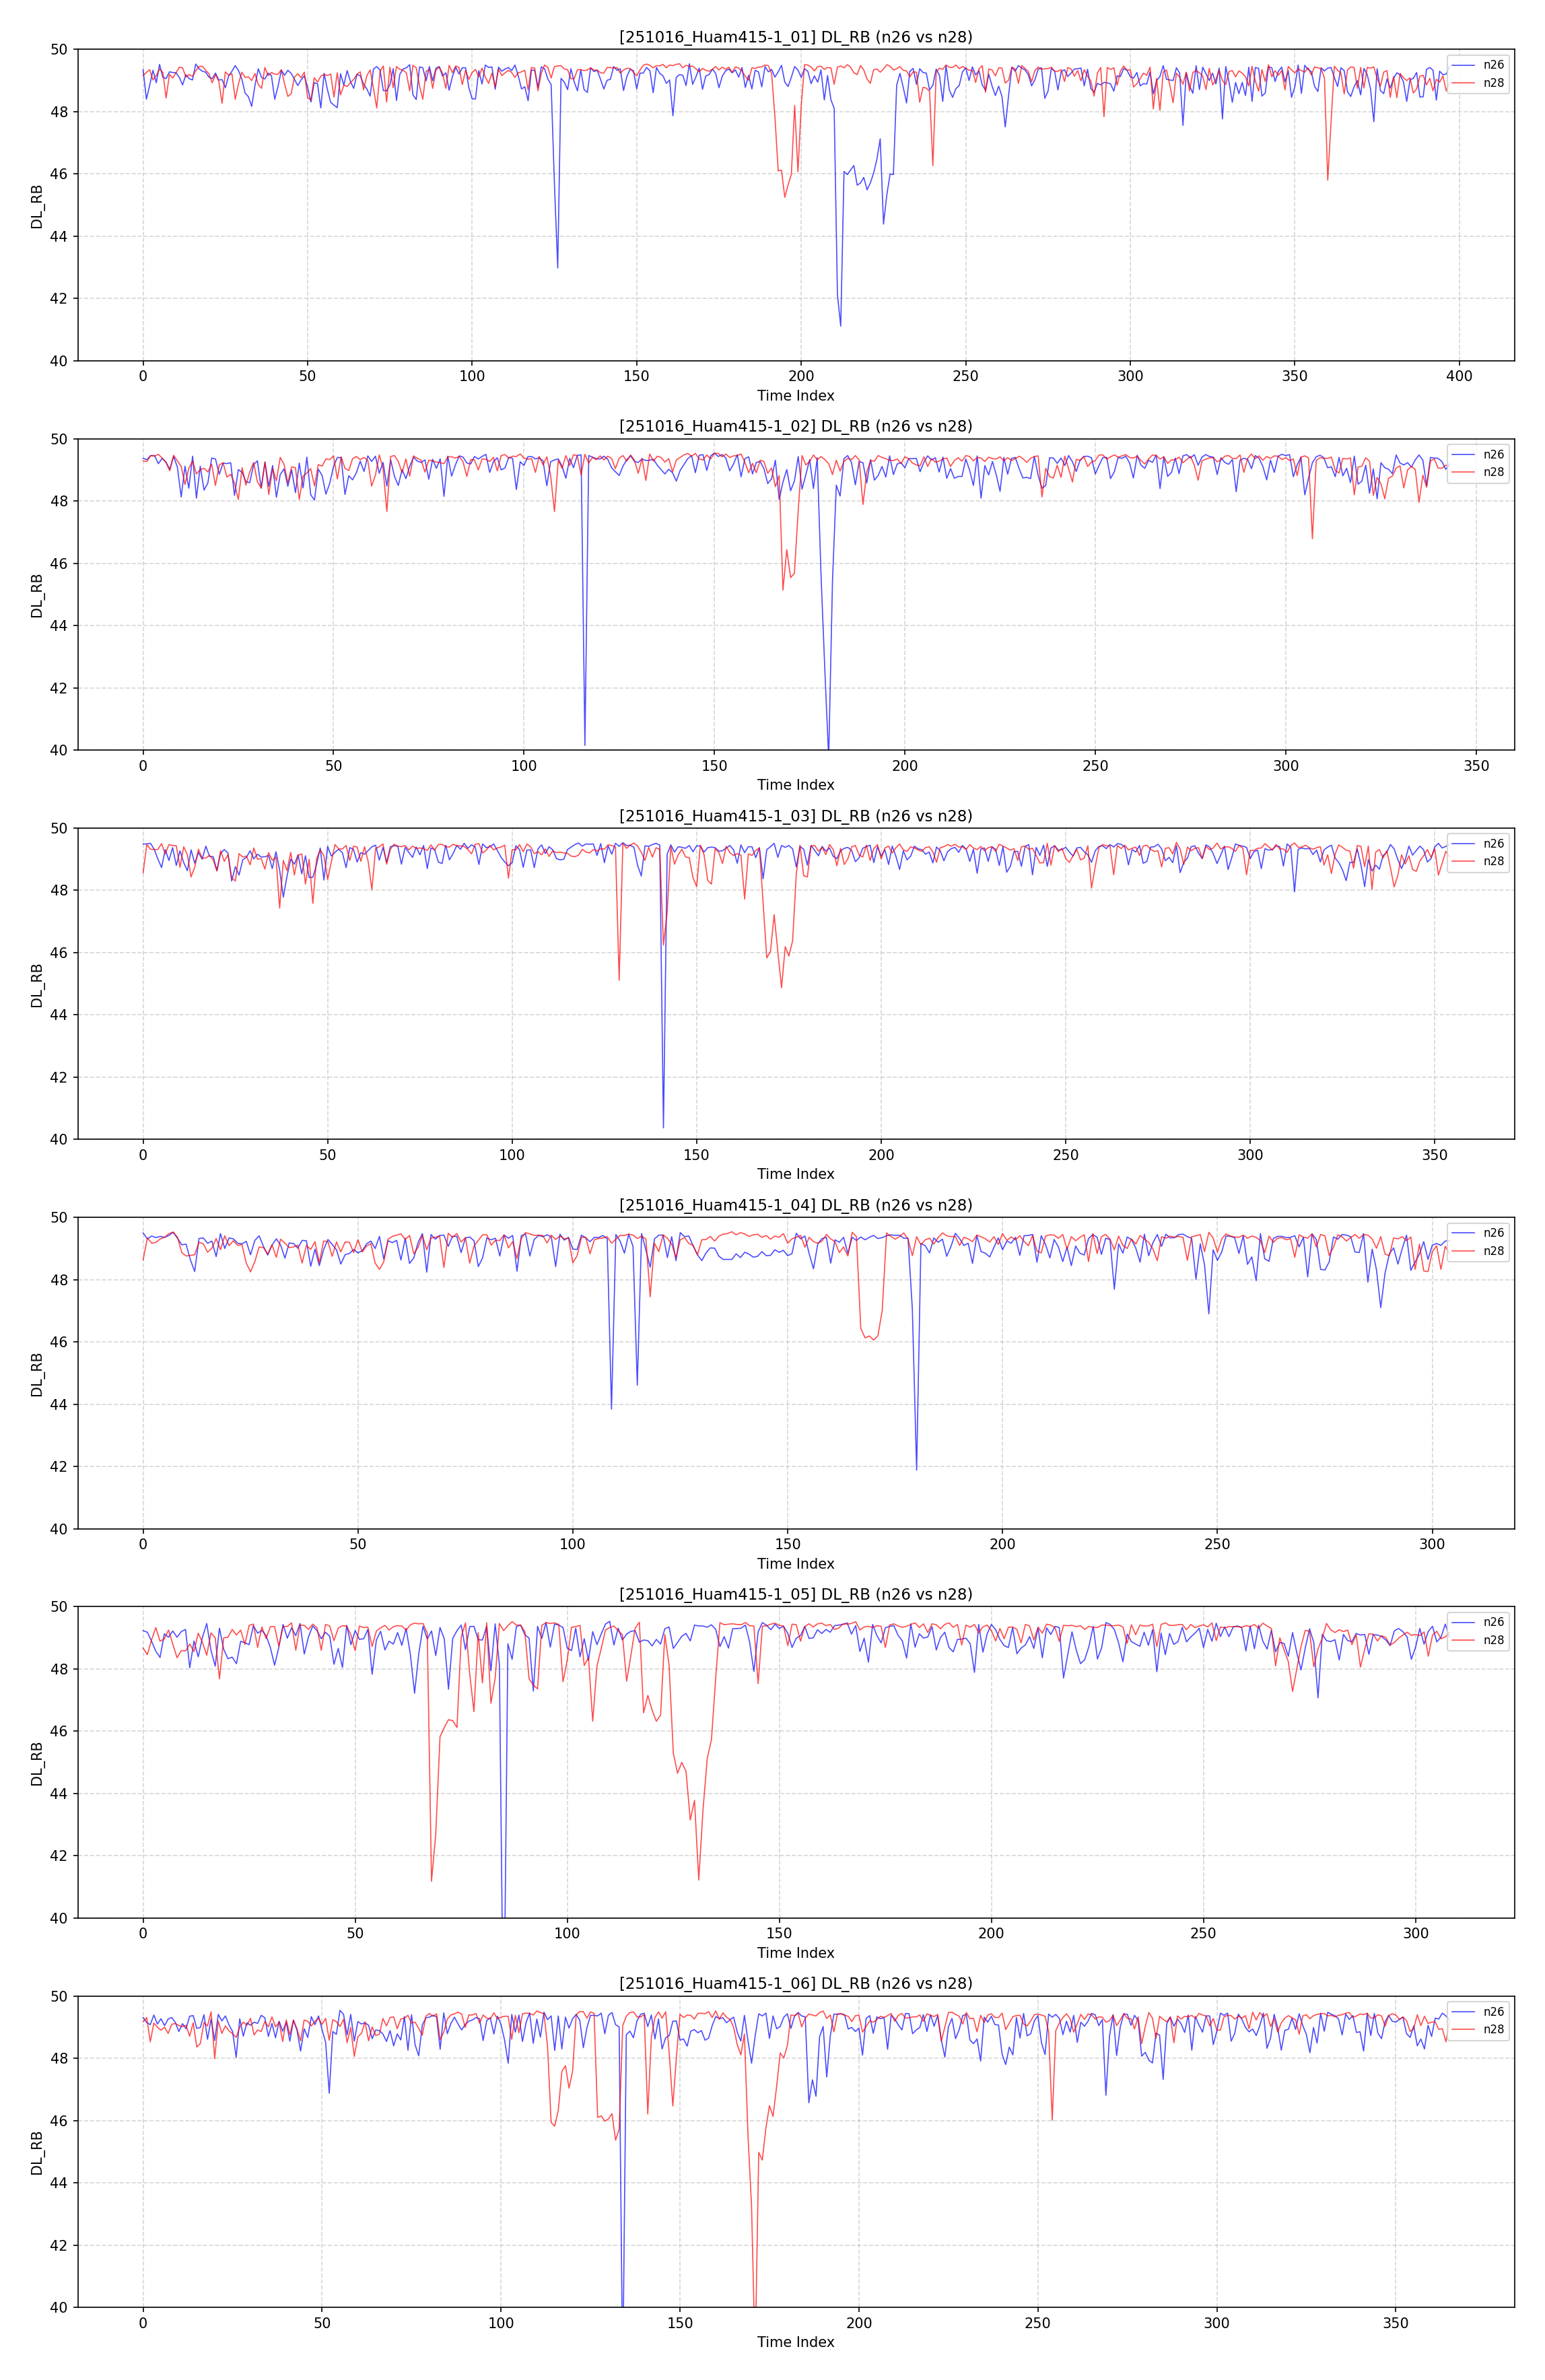 [251016_Huam415-1_01] DL_RB (n26 vs n28)
50
48
46
44
42
40
DL_RB
n26
n28
0 50 100 150 200 250 300 350 400
Time Index
[251016_Huam415-1_02] DL_RB (n26 vs n28)
50
48
46
44
42
40
DL_RB
n26
n28
0 50 100 150 200 250 300 350
Time Index
[251016_Huam415-1_03] DL_RB (n26 vs n28)
50
48
46
44
42
40
DL_RB
n26
n28
0 50 100 150 200 250 300 350
Time Index
[251016_Huam415-1_04] DL_RB (n26 vs n28)
50
48
46
44
42
40
DL_RB
n26
n28
0 50 100 150 200 250 300
Time Index
[251016_Huam415-1_05] DL_RB (n26 vs n28)
50
48
46
44
42
40
DL_RB
n26
n28
0 50 100 150 200 250 300
Time Index
[251016_Huam415-1_06] DL_RB (n26 vs n28)
50
48
46
44
42
40
DL_RB
n26
n28
0 50 100 150 200 250 300 350
Time Index